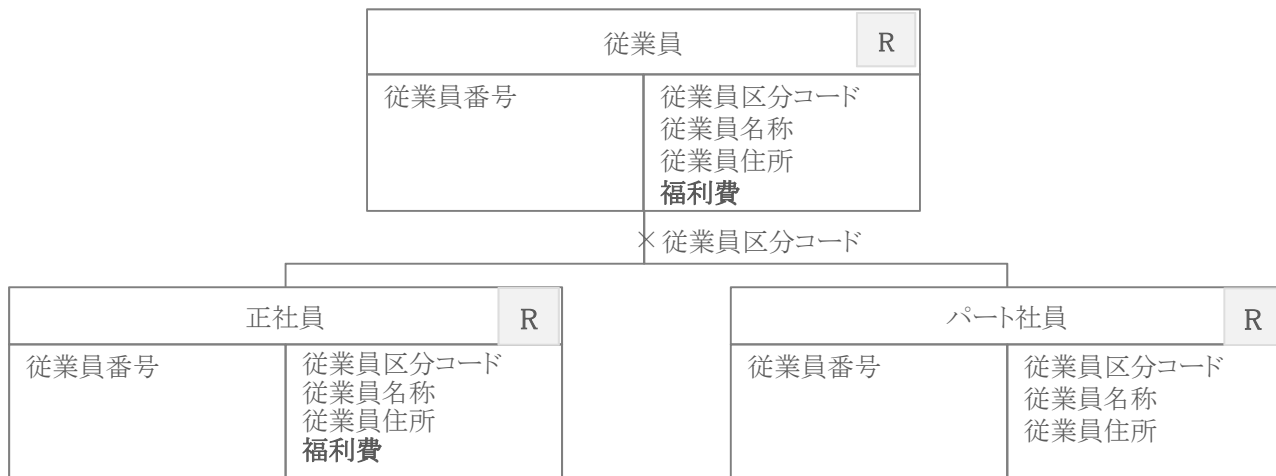 従業員
R
従業員番号
従業員区分コード
従業員名称
従業員住所
福利費
× 従業員区分コード
正社員
R
従業員番号
従業員区分コード
従業員名称
従業員住所
福利費
パート社員
R
従業員番号
従業員区分コード
従業員名称
従業員住所